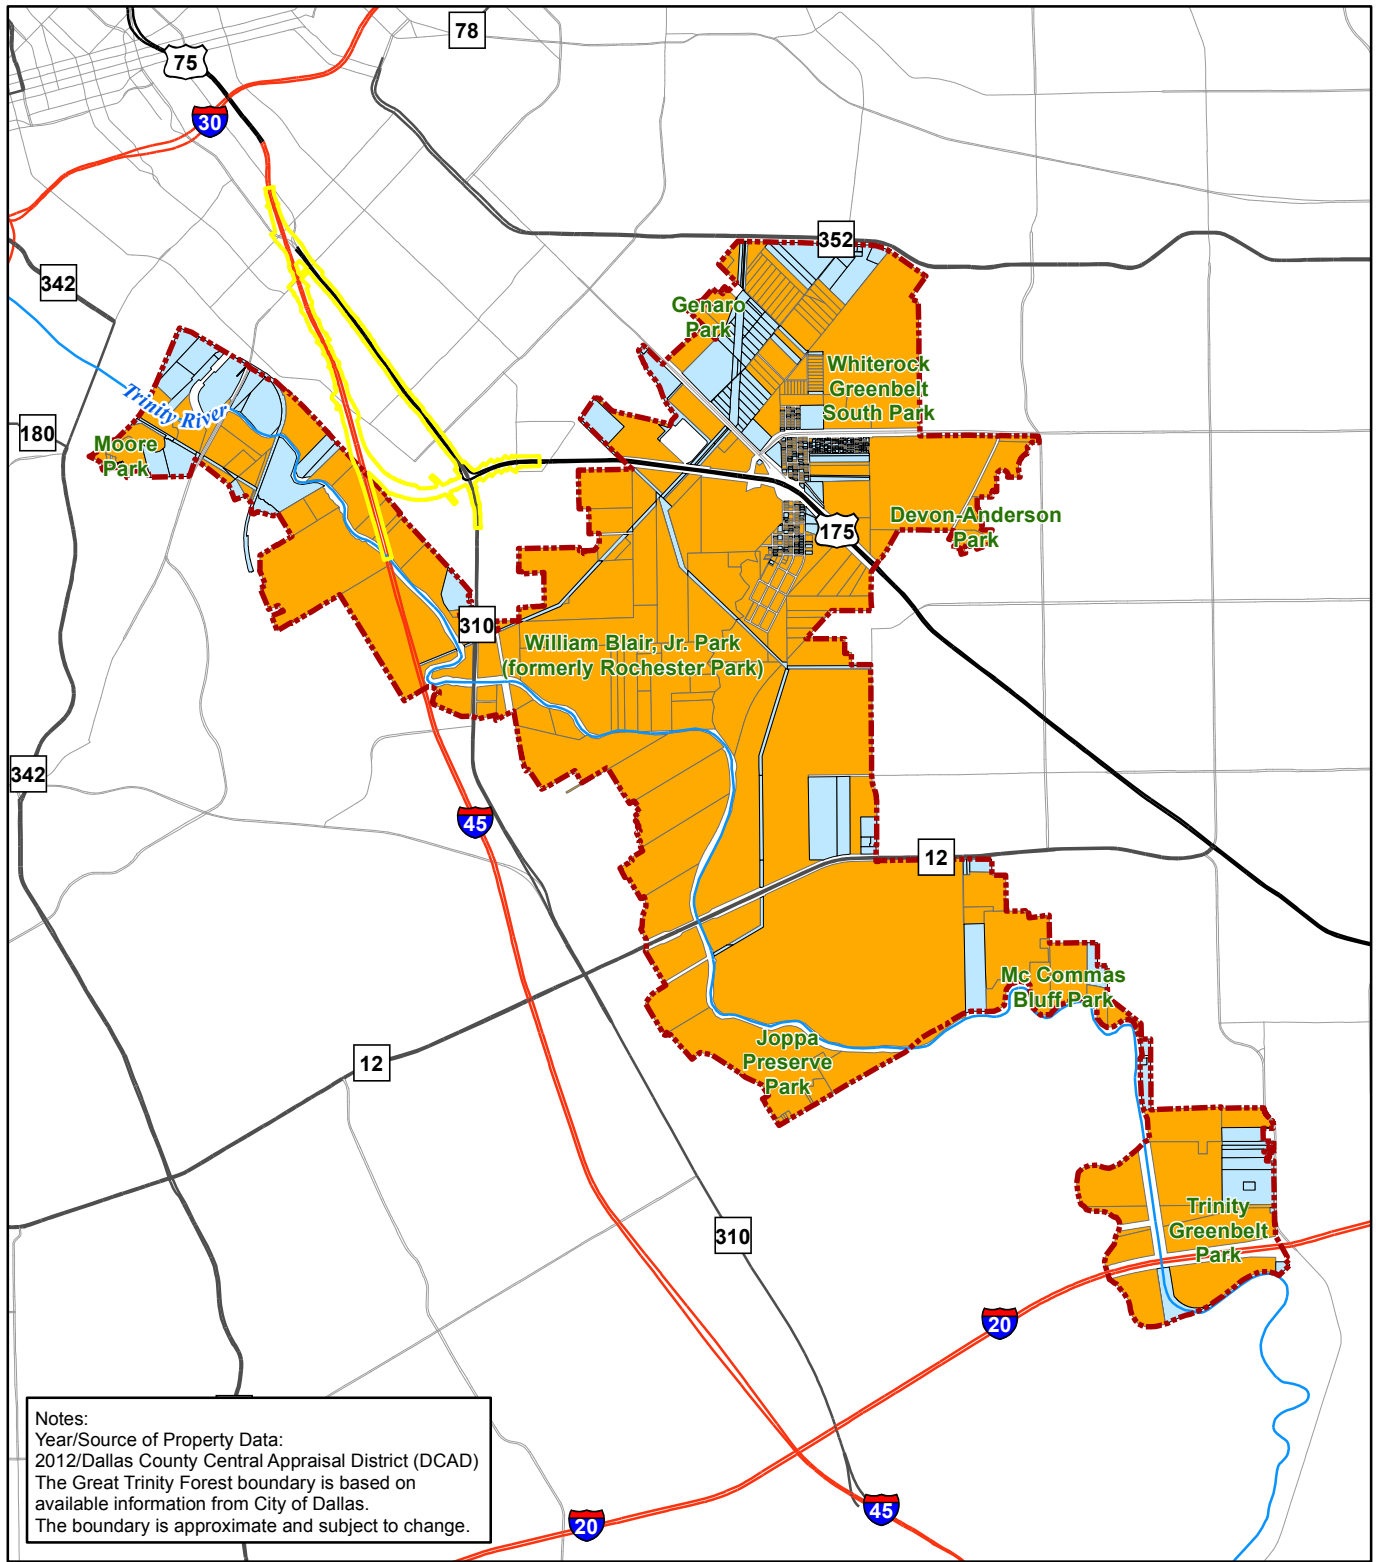 78
75
30
352
342
Genaro
Park
Whiterock
Greenbelt
South Park
Trinity River
180
Moore
Park
Devon-Anderson
Park
175
310
William Blair, Jr. Park
(formerly Rochester Park)
342
45
12
Mc Commas
Bluff Park
Joppa
Preserve
Park
12
Trinity
Greenbelt
Park
310
20
45
20
Notes:
Year/Source of Property Data:
2012/Dallas County Central Appraisal District (DCAD)
The Great Trinity Forest boundary is based on
available information from City of Dallas.
The boundary is approximate and subject to change.